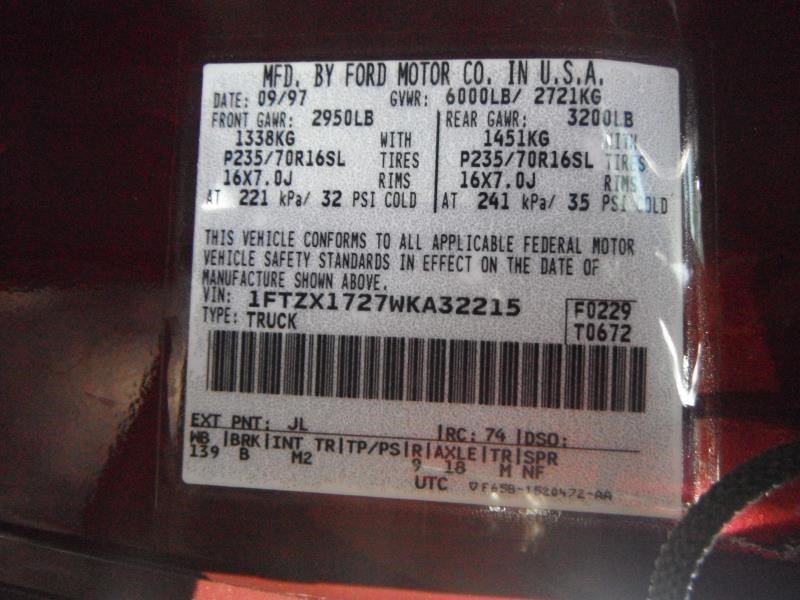 MFD. BY FORD MOTOR CO. IN U.S.A.
DATE: 09/97 GVWR: 6000LB/ 2721KG
FRONT GAWR: 2950LB REAR GAWR: 3200LB
1338KG WITH 1451KG WITH
P235/70R16SL TIRES P235/70R16SL TIRES
16X7.0J RIMS 16X7.0J RIMS
AT 221 kPa/ 32 PSI COLD AT 241 kPa/ 35 PSI COLD
THIS VEHICLE CONFORMS TO ALL APPLICABLE FEDERAL MOTOR
VEHICLE SAFETY STANDARDS IN EFFECT ON THE DATE OF
MANUFACTURE SHOWN ABOVE.
VIN: 1FTZX1727WKA32215 F0229
TYPE: TRUCK T0672
EXT PNT: JL RC: 74 DSO:
WB |BRK|INT TR|TP/PS|R|AXLE|TR|SPR
139 B M2 9 18 M NF
UTC F65B-1520472-AA